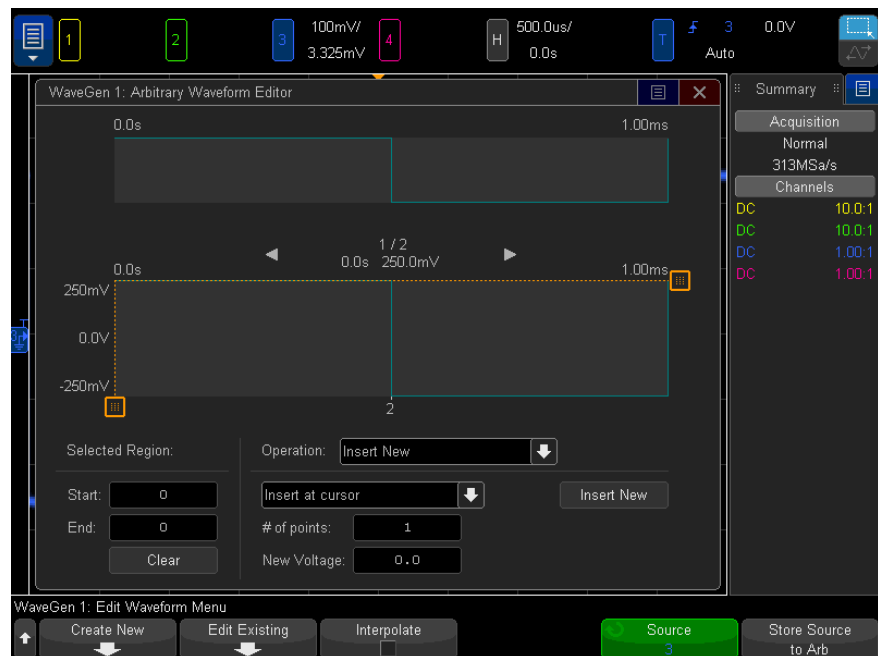 1
2
3 100mV/
3.325mV
4
H 500.0us/
0.0s
T 3 0.0V
Auto
WaveGen 1: Arbitrary Waveform Editor
Summary
Acquisition
Normal
313MSa/s
Channels
DC 10.0:1
DC 10.0:1
DC 1.00:1
DC 1.00:1
0.0s 1.00ms
1 / 2
0.0s 250.0mV
0.0s 1.00ms
250mV
0.0V
-250mV
2
T
3
Selected Region:
Start: 0
End: 0
Clear
Operation: Insert New
Insert at cursor
Insert New
# of points: 1
New Voltage: 0.0
WaveGen 1: Edit Waveform Menu
Create New
Edit Existing
Interpolate
Source
3
Store Source
to Arb